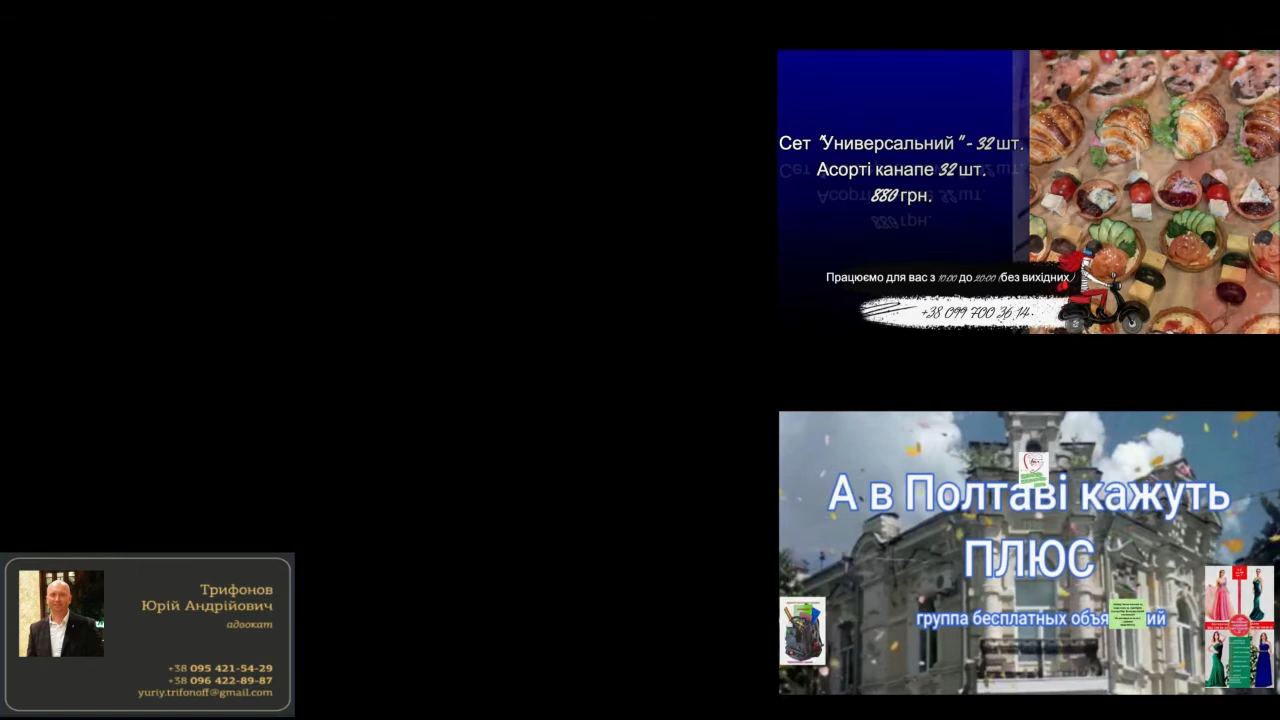 Сет "Универсальний" - 32 шт.
Асорті канапе 32 шт.
880 грн.
Працюємо для вас з 10.00 до 20.00 (без вихідних)
+38 099 700 36 14
А в Полтаві кажуть
ПЛЮС
группа бесплатных объя ий
Трифонов
Юрій Андрійович
адвокат
+38 095 421-54-29
+38 096 422-89-87
yuriy.trifonoff@gmail.com